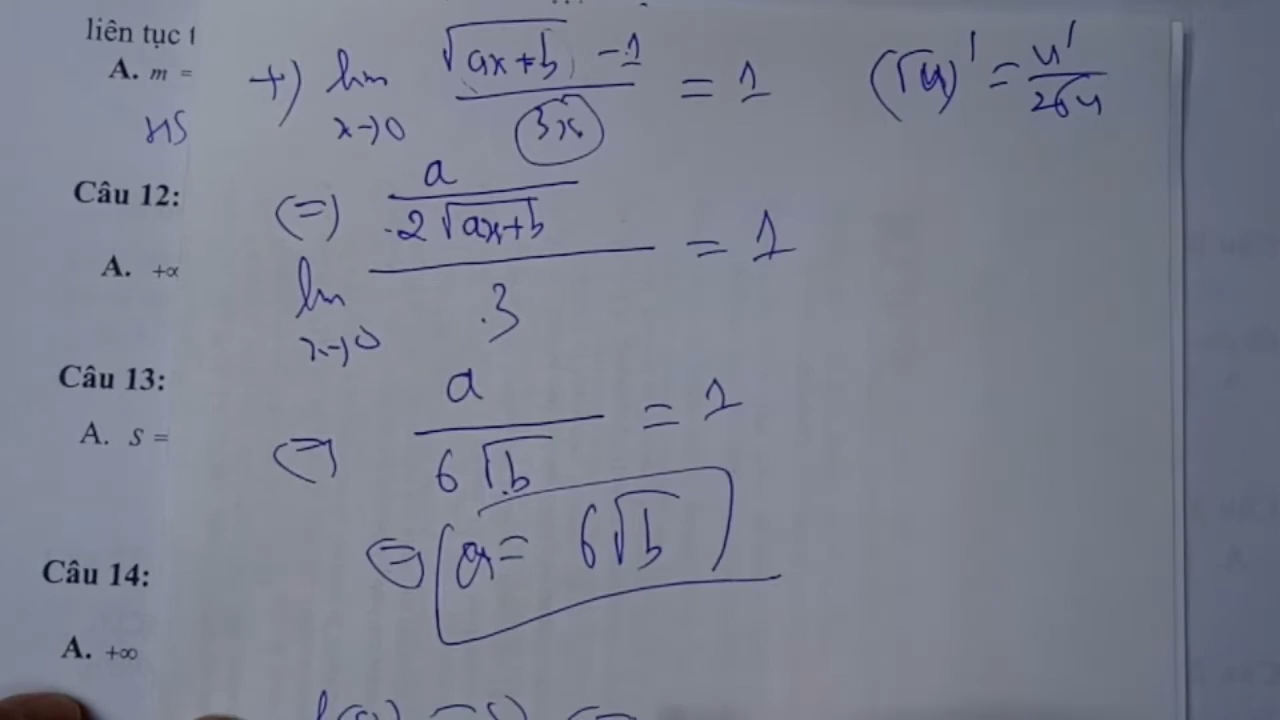 liên tục
A. m =
+) lim x→0 (√(ax+b) - 1)/(3x) = 1
(√u)' = u'/(2√u)
Câu 12:
(=) lim x→0 (a/(2√(ax+b)))/3 = 1
A. +∝
Câu 13:
A. S =
(=) a/(6√b) = 1
(=) a = 6√b
Câu 14:
A. +∞